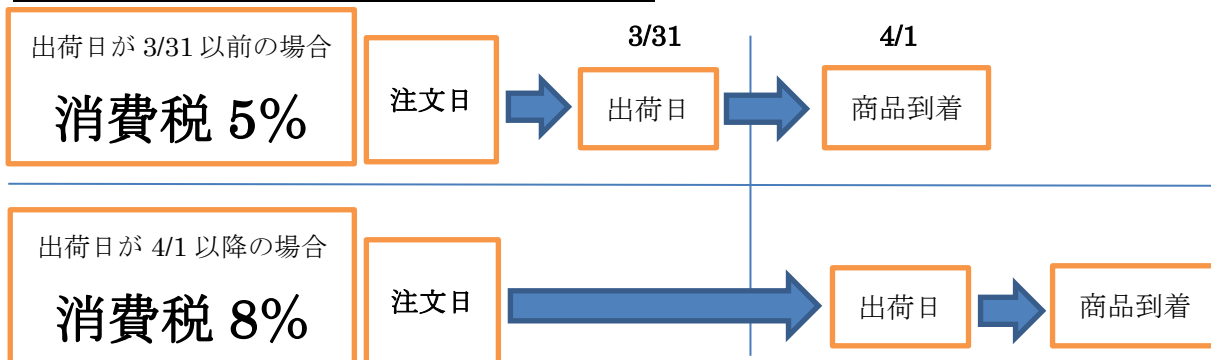 3/31
4/1
出荷日が 3/31 以前の場合
消費税 5%
注文日
出荷日
商品到着
出荷日が 4/1 以降の場合
消費税 8%
注文日
出荷日
商品到着